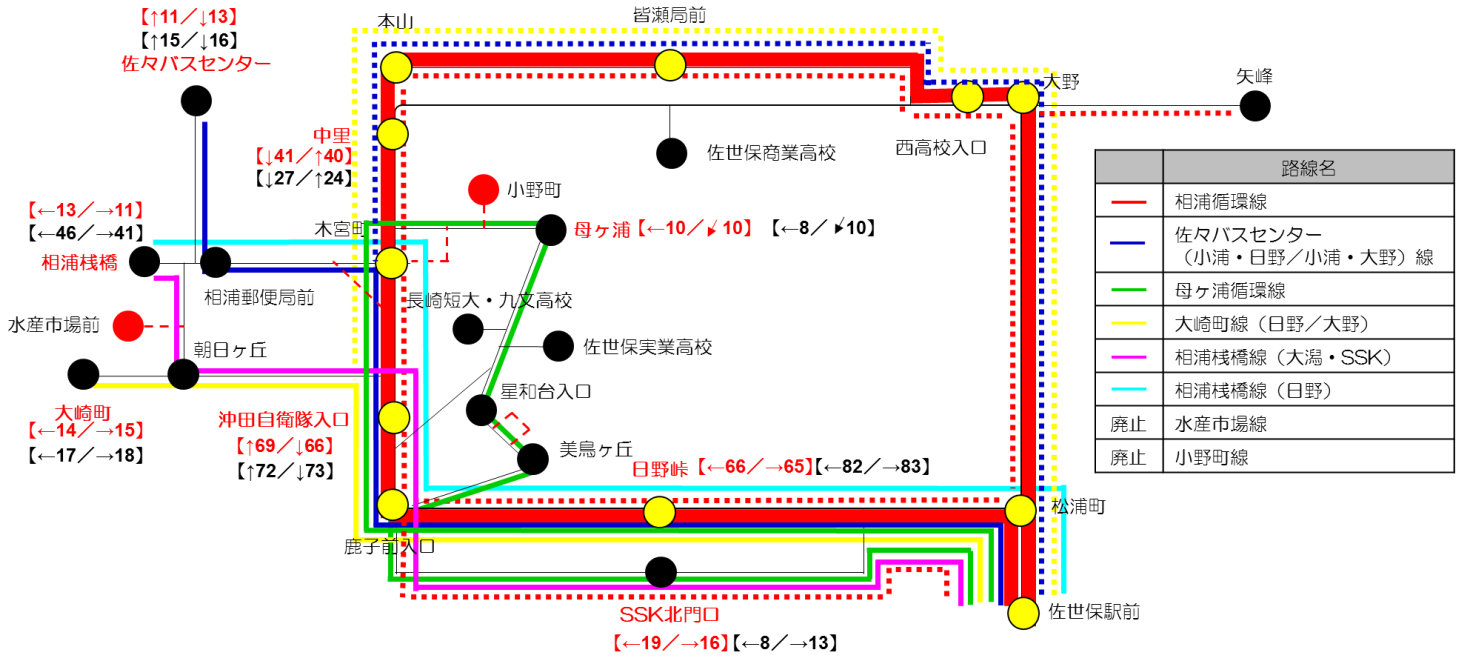 【↑11／↓13】
【↑15／↓16】
佐々バスセンター
本山
皆瀬局前
大野
矢峰
中里
【↓41／↑40】
【↓27／↑24】
佐世保商業高校
西高校入口
小野町
【←13／→11】
【←46／→41】
相浦桟橋
木宮町
母ヶ浦【←10／↙10】【←8／↙10】
相浦郵便局前
長崎短大・九文高校
水産市場前
朝日ヶ丘
佐世保実業高校
星和台入口
大崎町
【←14／→15】
【←17／→18】
沖田自衛隊入口
【↑69／↓66】
【↑72／↓73】
美鳥ヶ丘
日野峠【←66／→65】【←82／→83】
松浦町
鹿子前入口
SSK北門口
【←19／→16】【←8／→13】
佐世保駅前
路線名
相浦循環線
佐々バスセンター
（小浦・日野／小浦・大野）線
母ヶ浦循環線
大崎町線（日野／大野）
相浦桟橋線（大潟・SSK）
相浦桟橋線（日野）
廃止 水産市場線
廃止 小野町線